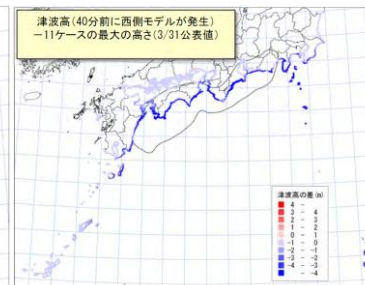 津波高(40分前に西側モデルが発生)
－11ケースの最大の高さ(3/31公表値)
津波高の差(m)
4 -
3 - 4
2 - 3
1 - 2
0 - 1
-1 - 0
-2 - -1
-3 - -2
-4 - -3
- -4